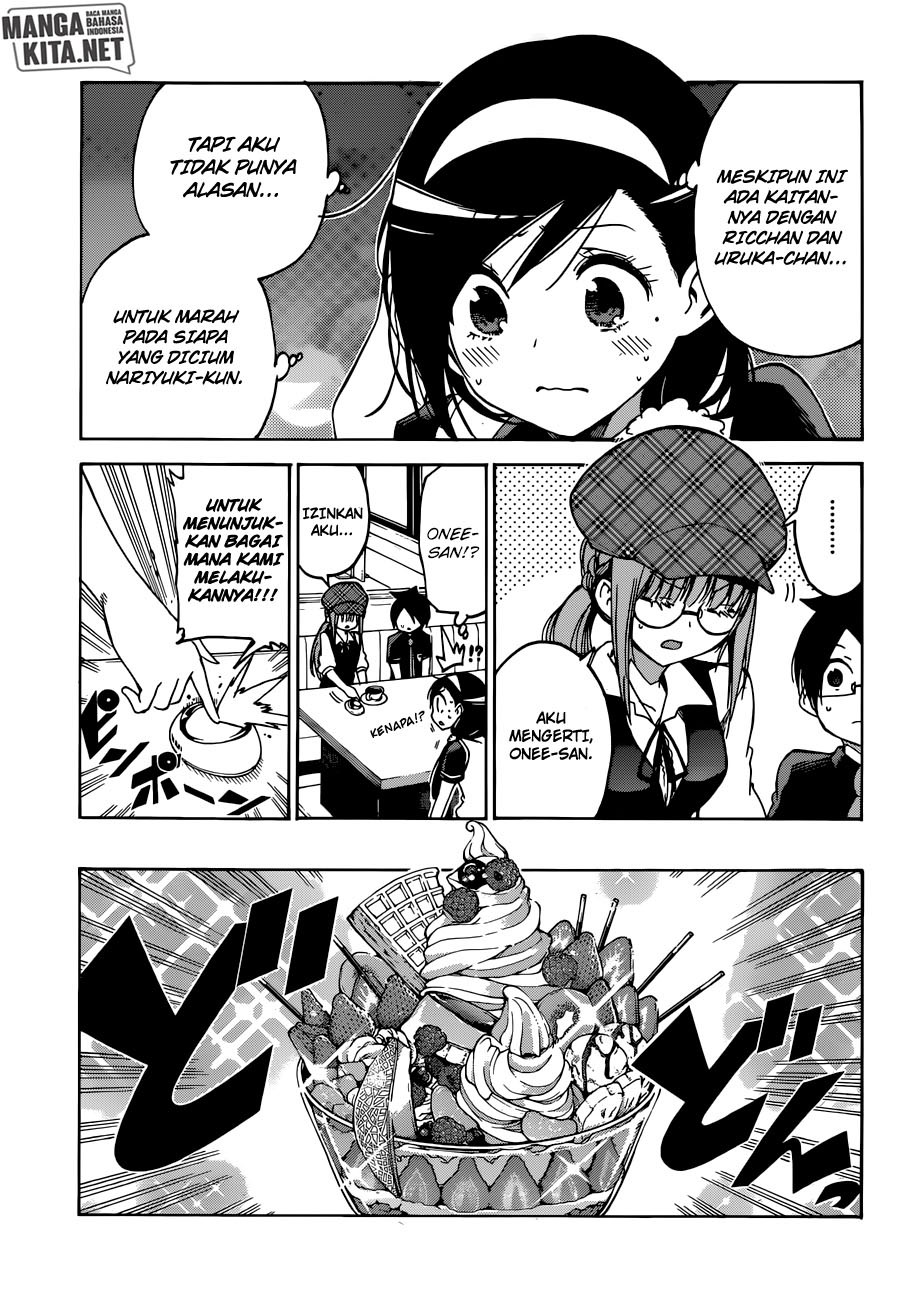 MANGA
BACA MANGA
BAHASA
INDONESIA
KITA.NET
MESKIPUN INI
ADA KAITAN-
NYA DENGAN
RICCHAN DAN
URUKA-CHAN...
TAPI AKU
TIDAK PUNYA
ALASAN...
UNTUK MARAH
PADA SIAPA
YANG DICIUM
NARIYUKI-KUN.
.........
AKU
MENGERTI,
ONEE-SAN.
ONEE-
SAN!?
!?
IZINKAN
AKU...
KENAPA!?
UNTUK
MENUNJUK-
KAN BAGAI
MANA KAMI
MELAKU-
KANNYA!!!
ピンポーン
どどん